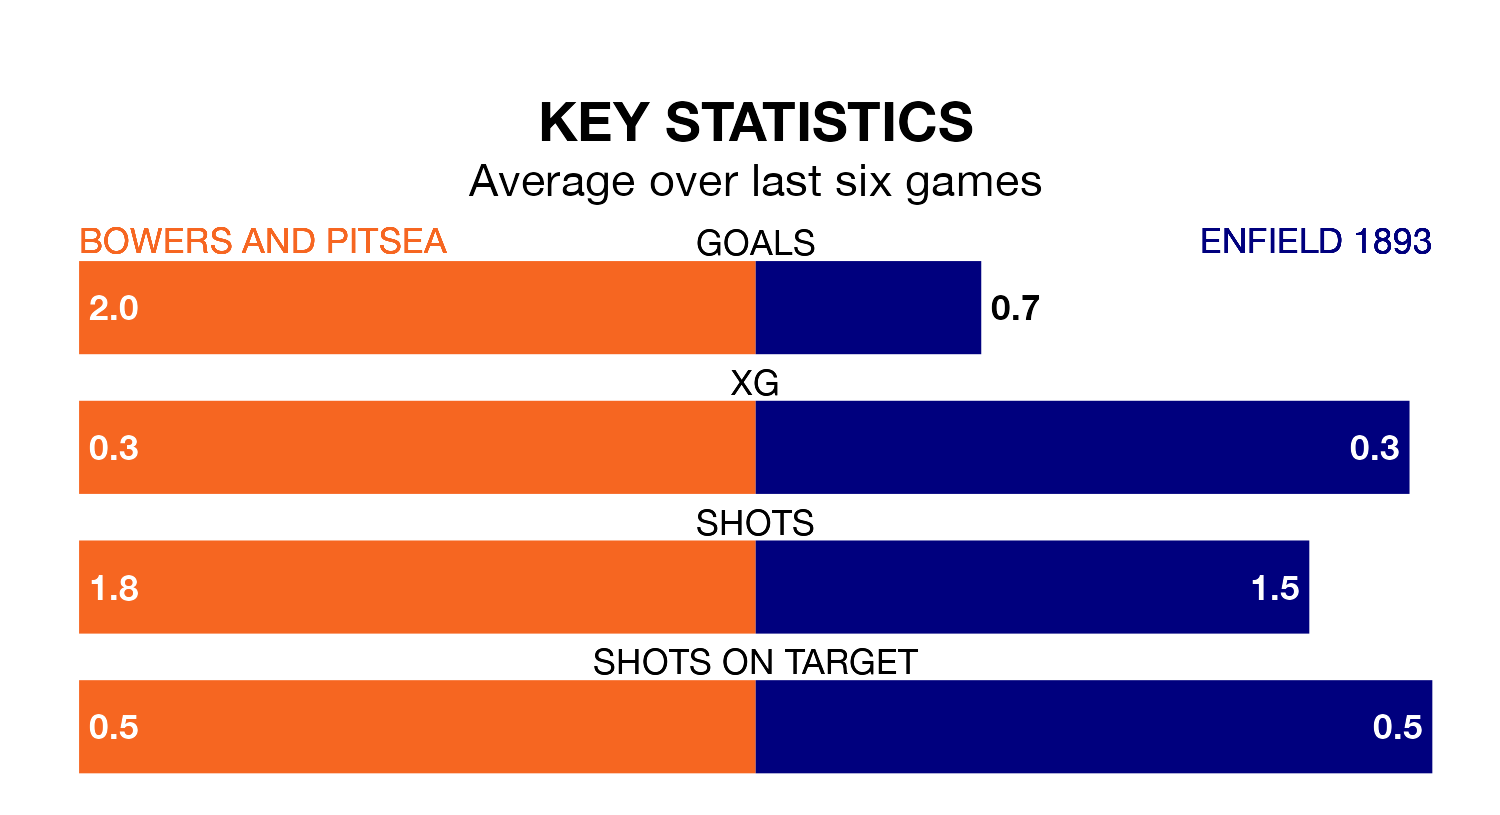 KEY STATISTICS
Average over last six games
BOWERS AND PITSEA
GOALS
ENFIELD 1893
2.0
0.7
XG
0.3
0.3
SHOTS
1.8
1.5
SHOTS ON TARGET
0.5
0.5